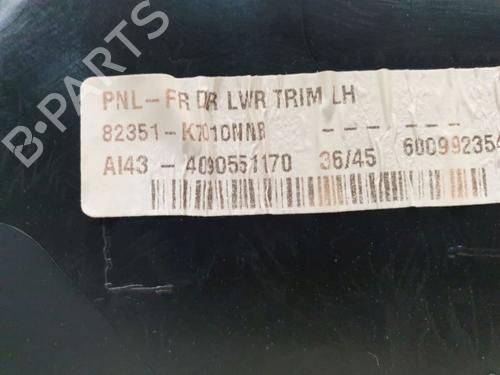 B-PARTS
PNL-FR DR LWR TRIM LH
82351-K7010NNB - - - - -
AI43-4090551170 36/45 600992354